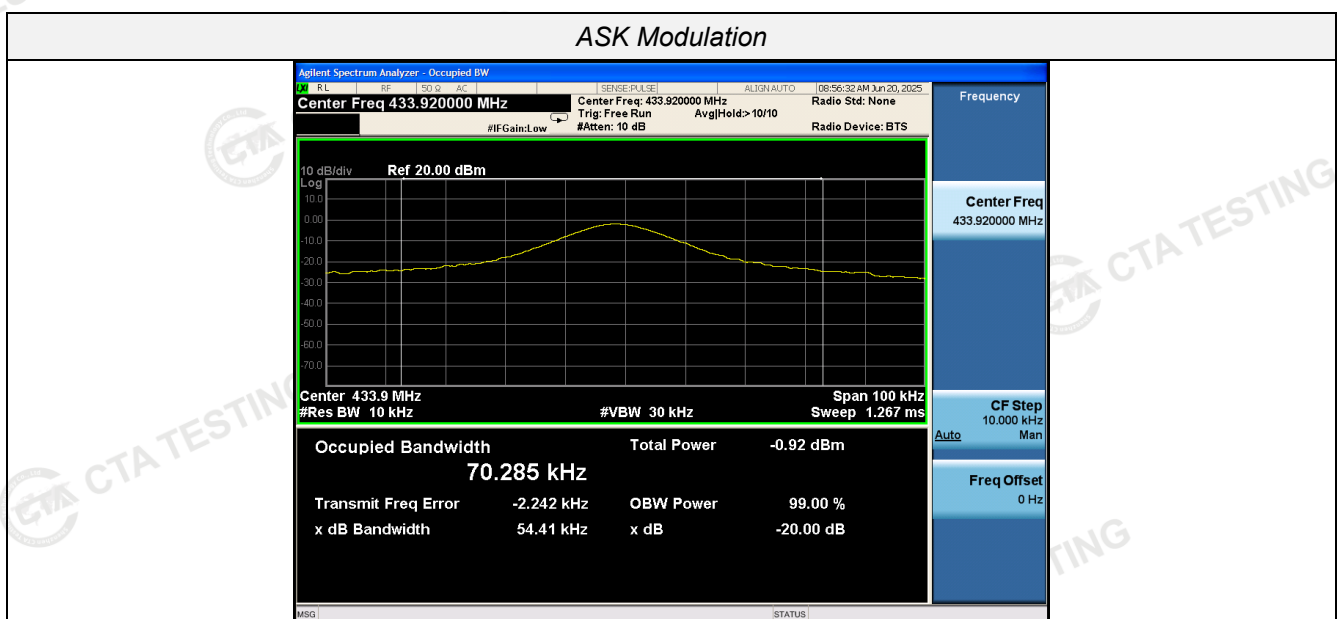 ASK Modulation
Agilent Spectrum Analyzer - Occupied BW
LXI RL RF 50 Ω AC SENSE:PULSE ALIGN AUTO 08:56:32 AM Jun 20, 2025
Center Freq 433.920000 MHz
#IFGain:Low
Center Freq: 433.920000 MHz
Trig: Free Run Avg|Hold:>10/10
#Atten: 10 dB
Radio Std: None
Radio Device: BTS
Frequency
10 dB/div Ref 20.00 dBm
Log
10.0
0.00
-10.0
-20.0
-30.0
-40.0
-50.0
-60.0
-70.0
Center 433.9 MHz Span 100 kHz
#Res BW 10 kHz #VBW 30 kHz Sweep 1.267 ms
Center Freq
433.920000 MHz
CF Step
10.000 kHz
Auto Man
Freq Offset
0 Hz
Occupied Bandwidth Total Power -0.92 dBm
70.285 kHz
Transmit Freq Error -2.242 kHz OBW Power 99.00 %
x dB Bandwidth 54.41 kHz x dB -20.00 dB
MSG STATUS
CTA
CTA TESTING
CTA TESTING
TING